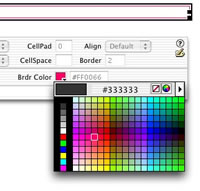 CellPad 0 Align Default
CellSpace Border 2
Brdr Color #FF0066
#333333